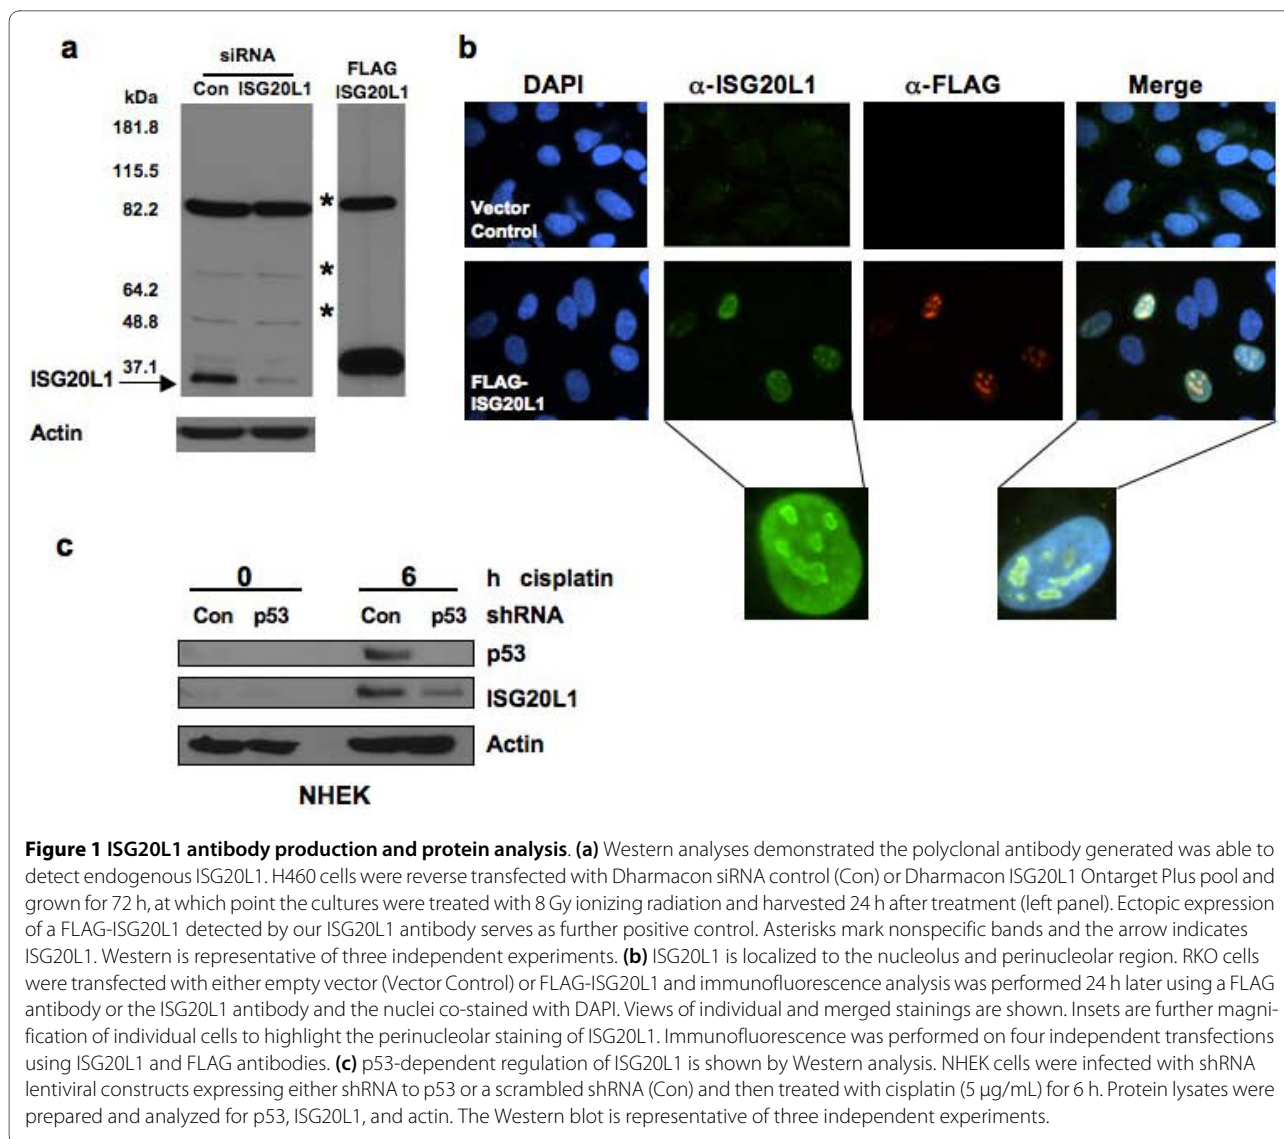 a
siRNA
Con ISG20L1
FLAG
ISG20L1
kDa
181.8
115.5
82.2
64.2
48.8
37.1
*
*
*
ISG20L1
Actin
b
DAPI α-ISG20L1 α-FLAG Merge
Vector
Control
FLAG-
ISG20L1
c
0 6 h cisplatin
Con p53 Con p53 shRNA
p53
ISG20L1
Actin
NHEK
Figure 1 ISG20L1 antibody production and protein analysis. (a) Western analyses demonstrated the polyclonal antibody generated was able to
detect endogenous ISG20L1. H460 cells were reverse transfected with Dharmacon siRNA control (Con) or Dharmacon ISG20L1 Ontarget Plus pool and
grown for 72 h, at which point the cultures were treated with 8 Gy ionizing radiation and harvested 24 h after treatment (left panel). Ectopic expression
of a FLAG-ISG20L1 detected by our ISG20L1 antibody serves as further positive control. Asterisks mark nonspecific bands and the arrow indicates
ISG20L1. Western is representative of three independent experiments. (b) ISG20L1 is localized to the nucleolus and perinucleolar region. RKO cells
were transfected with either empty vector (Vector Control) or FLAG-ISG20L1 and immunofluorescence analysis was performed 24 h later using a FLAG
antibody or the ISG20L1 antibody and the nuclei co-stained with DAPI. Views of individual and merged stainings are shown. Insets are further magni-
fication of individual cells to highlight the perinucleolar staining of ISG20L1. Immunofluorescence was performed on four independent transfections
using ISG20L1 and FLAG antibodies. (c) p53-dependent regulation of ISG20L1 is shown by Western analysis. NHEK cells were infected with shRNA
lentiviral constructs expressing either shRNA to p53 or a scrambled shRNA (Con) and then treated with cisplatin (5 μg/mL) for 6 h. Protein lysates were
prepared and analyzed for p53, ISG20L1, and actin. The Western blot is representative of three independent experiments.